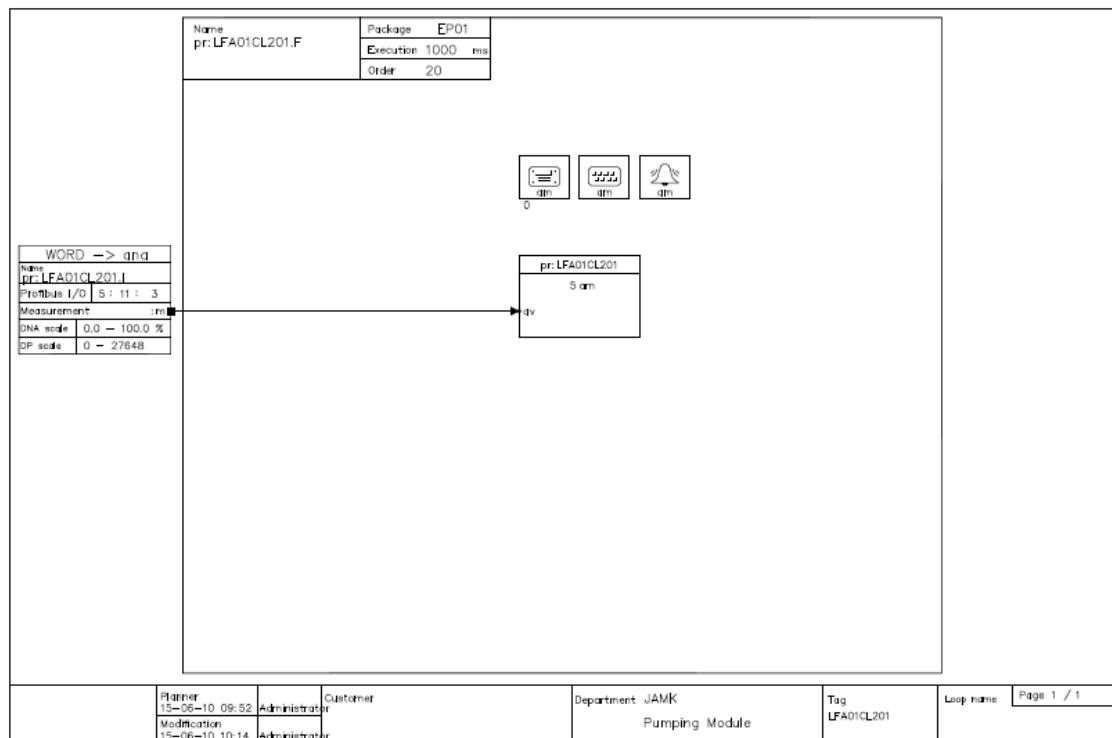 Name
pr:LFA01CL201.F
Package EP01
Execution 1000 ms
Order 20
am am am
0
WORD -> ana
Name
pr:LFA01CL201.I
Profibus I/O 5: 11: 3
Measurement :m
DNA scale 0.0 - 100.0 %
DP scale 0 - 27648
pr:LFA01CL201
5 am
av
Planner
15-06-10 09:52 Administrator
Modification
15-06-10 10:14 Administrator
Customer
Department JAMK
Pumping Module
Tag
LFA01CL201
Loop name
Page 1 / 1